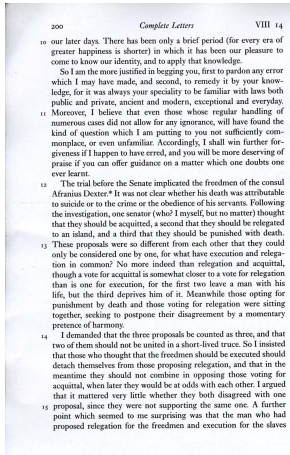 200 Complete Letters VIII 14
10 our later days. There has been only a brief period (for every era of
greater happiness is shorter) in which it has been our pleasure to
come to know our identity, and to apply that knowledge.
So I am the more justified in begging you, first to pardon any error
which I may have made, and second, to remedy it by your know-
ledge, for it was always your speciality to be familiar with laws both
public and private, ancient and modern, exceptional and everyday.
11 Moreover, I believe that even those whose regular handling of
numerous cases did not allow for any ignorance, will have found the
kind of question which I am putting to you not sufficiently com-
monplace, or even unfamiliar. Accordingly, I shall win further for-
giveness if I happen to have erred, and you will be more deserving of
praise if you can offer guidance on a matter which one doubts one
ever learnt.
12 The trial before the Senate implicated the freedmen of the consul
Afranius Dexter.* It was not clear whether his death was attributable
to suicide or to the crime or the obedience of his servants. Following
the investigation, one senator (who? I myself, but no matter) thought
that they should be acquitted, a second that they should be relegated
to an island, and a third that they should be punished with death.
13 These proposals were so different from each other that they could
only be considered one by one, for what have execution and relega-
tion in common? No more indeed than relegation and acquittal,
though a vote for acquittal is somewhat closer to a vote for relegation
than is one for execution, for the first two leave a man with his
life, but the third deprives him of it. Meanwhile those opting for
punishment by death and those voting for relegation were sitting
together, seeking to postpone their disagreement by a momentary
pretence of harmony.
14 I demanded that the three proposals be counted as three, and that
two of them should not be united in a short-lived truce. So I insisted
that those who thought that the freedmen should be executed should
detach themselves from those proposing relegation, and that in the
meantime they should not combine in opposing those voting for
acquittal, when later they would be at odds with each other. I argued
that it mattered very little whether they both disagreed with one
15 proposal, since they were not supporting the same one. A further
point which seemed to me surprising was that the man who had
proposed relegation for the freedmen and execution for the slaves